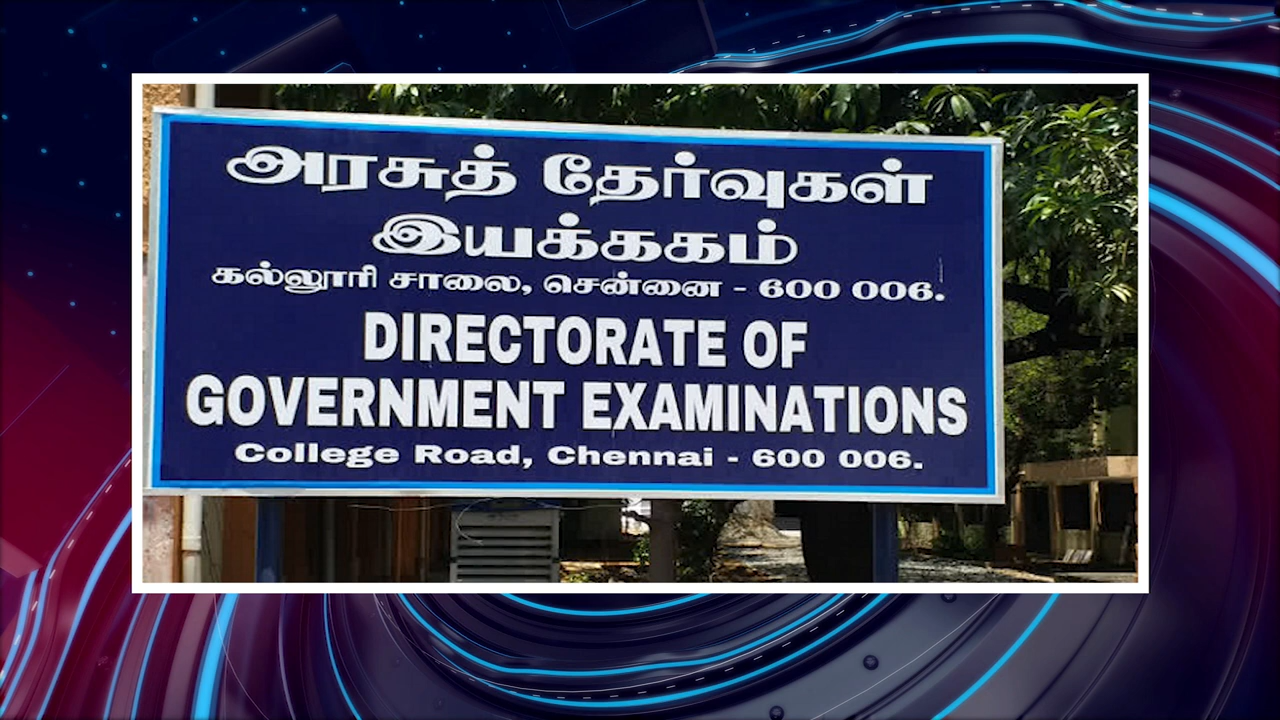 அரசுத் தேர்வுகள்
இயக்ககம்
கல்லூரி சாலை, சென்னை - 600 006.
DIRECTORATE OF
GOVERNMENT EXAMINATIONS
College Road, Chennai - 600 006.